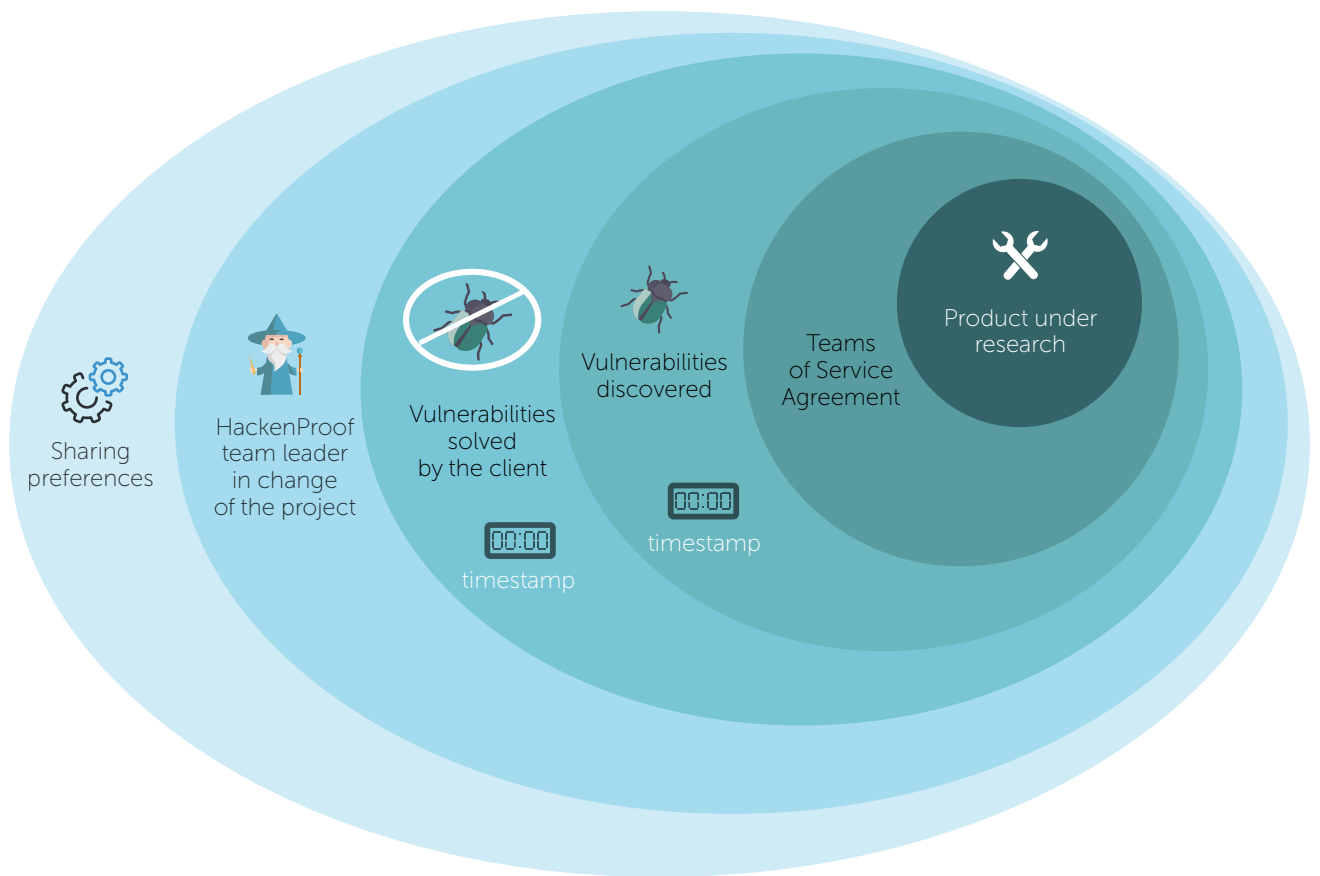 Sharing
preferences
HackenProof
team leader
in change
of the project
Vulnerabilities
solved
by the client
00:00
timestamp
Vulnerabilities
discovered
00:00
timestamp
Teams
of Service
Agreement
Product under
research